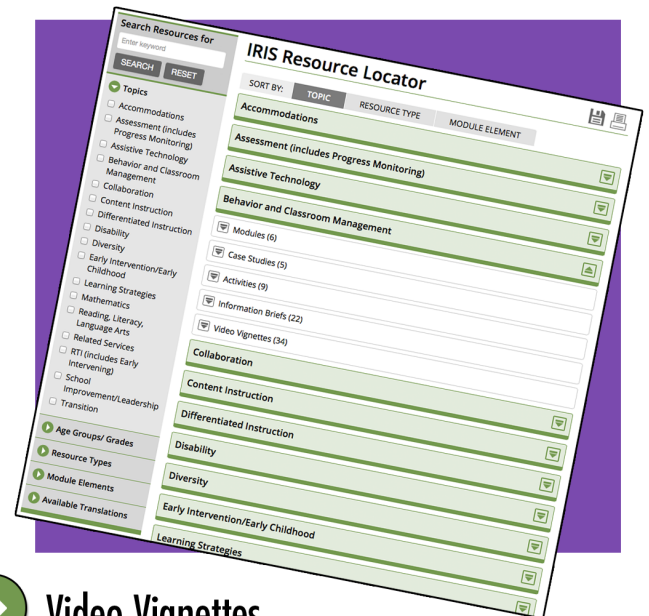 Search Resources for
Enter keyword
SEARCH RESET
Topics
Accommodations
Assessment (includes
Progress Monitoring)
Assistive Technology
Behavior and Classroom
Management
Collaboration
Content Instruction
Differentiated Instruction
Disability
Diversity
Early Intervention/Early
Childhood
Learning Strategies
Mathematics
Reading, Literacy,
Language Arts
Related Services
RTI (includes Early
Intervening)
School
Improvement/Leadership
Transition
Age Groups/ Grades
Resource Types
Module Elements
Available Translations
IRIS Resource Locator
SORT BY: TOPIC RESOURCE TYPE MODULE ELEMENT
Accommodations
Assessment (includes Progress Monitoring)
Assistive Technology
Behavior and Classroom Management
Modules (6)
Case Studies (5)
Activities (9)
Information Briefs (22)
Video Vignettes (34)
Collaboration
Content Instruction
Differentiated Instruction
Disability
Diversity
Early Intervention/Early Childhood
Learning Strategies
Video Vignettes